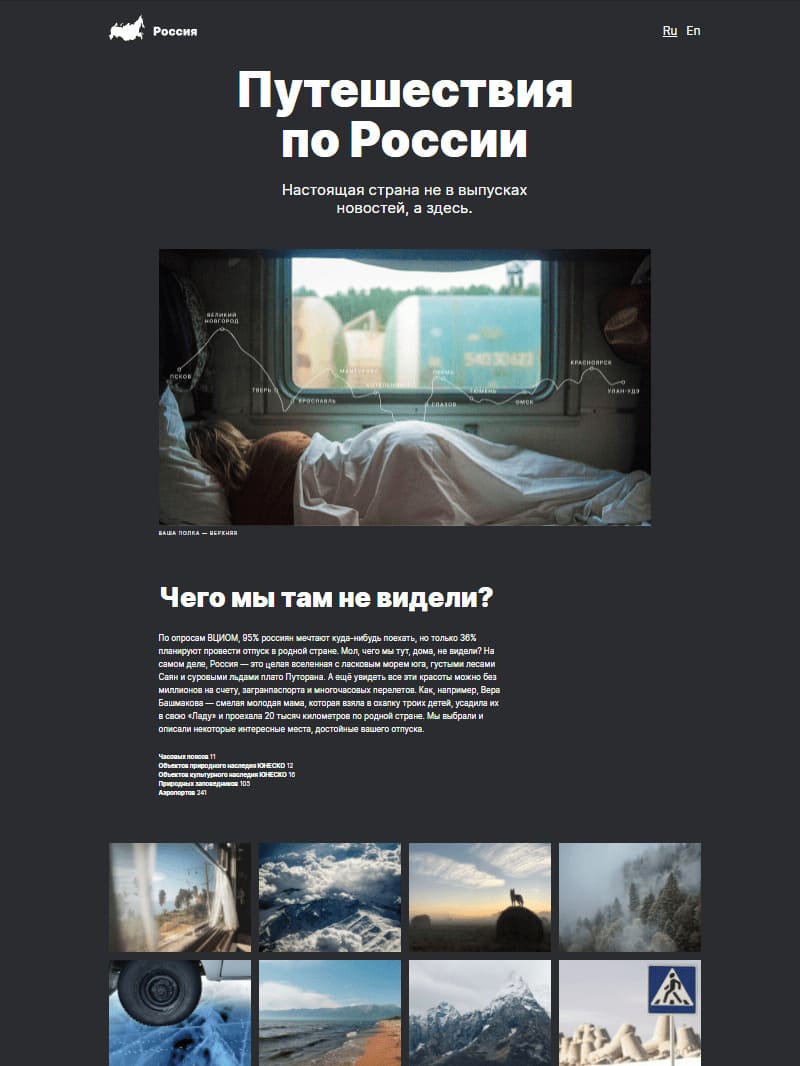 Россия
Ru En
Путешествия
по России
Настоящая страна не в выпусках
новостей, а здесь.
ВЕЛИКИЙ
НОВГОРОД
ПСКОВ
ТВЕРЬ
ЯРОСЛАВЛЬ
МАНТУРОВО
КОТЕЛЬНИЧ
ПЕРМЬ
ГЛАЗОВ
ТЮМЕНЬ
ОМСК
КРАСНОЯРСК
УЛАН-УДЭ
ВАША ПОЛКА — ВЕРХНЯЯ
Чего мы там не видели?
По опросам ВЦИОМ, 95% россиян мечтают куда-нибудь поехать, но только 36%
планируют провести отпуск в родной стране. Мол, чего мы тут, дома, не видели? На
самом деле, Россия — это целая вселенная с ласковым морем юга, густыми лесами
Саян и суровыми льдами плато Путорана. А ещё увидеть все эти красоты можно без
миллионов на счету, загранпаспорта и многочасовых перелетов. Как, например, Вера
Башмакова — смелая молодая мама, которая взяла в охапку троих детей, усадила их
в свою «Ладу» и проехала 20 тысяч километров по родной стране. Мы выбрали и
описали некоторые интересные места, достойные вашего отпуска.
Часовых поясов 11
Объектов природного наследия ЮНЕСКО 12
Объектов культурного наследия ЮНЕСКО 16
Природных заповедников 105
Аэропортов 241